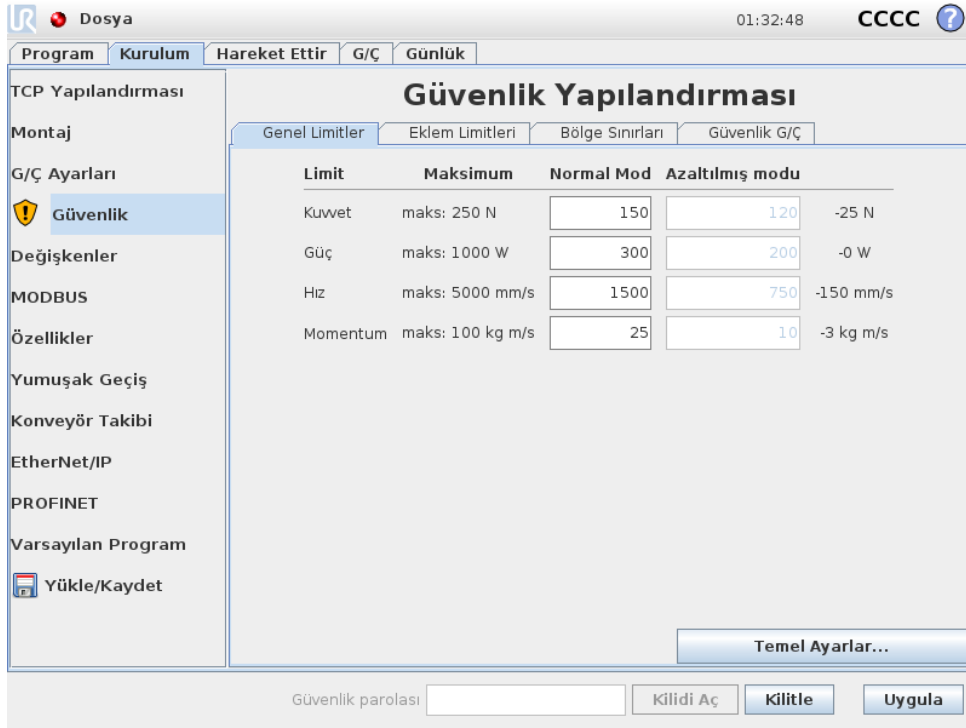 UR Dosya 01:32:48 CCCC ?
Program Kurulum Hareket Ettir G/Ç Günlük
TCP Yapılandırması
Montaj
G/Ç Ayarları
Güvenlik
Değişkenler
MODBUS
Özellikler
Yumuşak Geçiş
Konveyör Takibi
EtherNet/IP
PROFINET
Varsayılan Program
Yükle/Kaydet
Güvenlik Yapılandırması
Genel Limitler Eklem Limitleri Bölge Sınırları Güvenlik G/Ç
Limit Maksimum Normal Mod Azaltılmış modu
Kuvvet maks: 250 N 150 120 -25 N
Güç maks: 1000 W 300 200 -0 W
Hız maks: 5000 mm/s 1500 750 -150 mm/s
Momentum maks: 100 kg m/s 25 10 -3 kg m/s
Temel Ayarlar...
Güvenlik parolası Kilidi Aç Kilitle Uygula